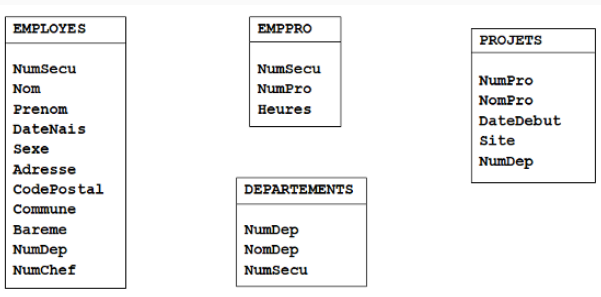 EMPLOYES
NumSecu
Nom
Prenom
DateNais
Sexe
Adresse
CodePostal
Commune
Bareme
NumDep
NumChef
EMPPRO
NumSecu
NumPro
Heures
DEPARTEMENTS
NumDep
NomDep
NumSecu
PROJETS
NumPro
NomPro
DateDebut
Site
NumDep